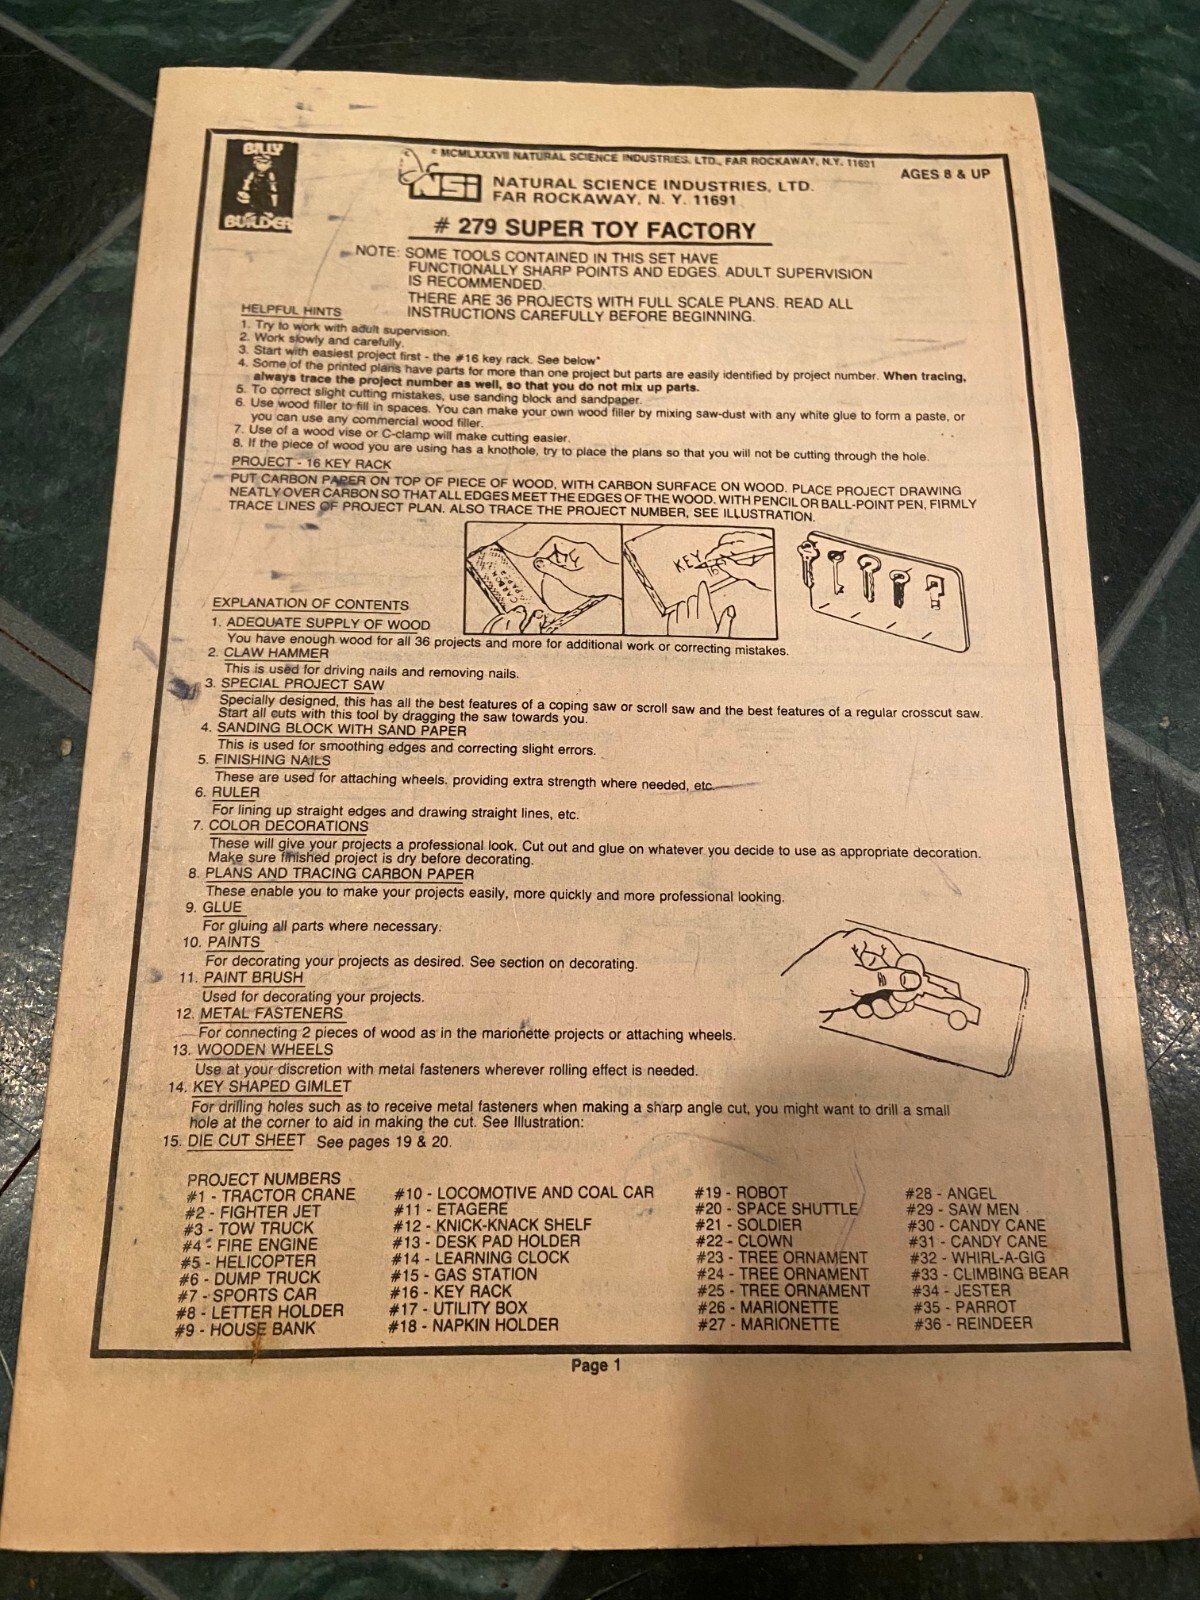 BILLY
BUILDER
© MCMLXXXVII NATURAL SCIENCE INDUSTRIES, LTD., FAR ROCKAWAY, N.Y. 11691
AGES 8 & UP
NSi
NATURAL SCIENCE INDUSTRIES, LTD.
FAR ROCKAWAY, N. Y. 11691
# 279 SUPER TOY FACTORY
NOTE: SOME TOOLS CONTAINED IN THIS SET HAVE
FUNCTIONALLY SHARP POINTS AND EDGES. ADULT SUPERVISION
IS RECOMMENDED.
THERE ARE 36 PROJECTS WITH FULL SCALE PLANS. READ ALL
INSTRUCTIONS CAREFULLY BEFORE BEGINNING.
HELPFUL HINTS
1. Try to work with adult supervision.
2. Work slowly and carefully.
3. Start with easiest project first - the #16 key rack. See below*
4. Some of the printed plans have parts for more than one project but parts are easily identified by project number. When tracing,
always trace the project number as well, so that you do not mix up parts.
5. To correct slight cutting mistakes, use sanding block and sandpaper.
6. Use wood filler to fill in spaces. You can make your own wood filler by mixing saw-dust with any white glue to form a paste, or
you can use any commercial wood filler.
7. Use of a wood vise or C-clamp will make cutting easier.
8. If the piece of wood you are using has a knothole, try to place the plans so that you will not be cutting through the hole.
PROJECT - 16 KEY RACK
PUT CARBON PAPER ON TOP OF PIECE OF WOOD, WITH CARBON SURFACE ON WOOD. PLACE PROJECT DRAWING
NEATLY OVER CARBON SO THAT ALL EDGES MEET THE EDGES OF THE WOOD. WITH PENCIL OR BALL-POINT PEN, FIRMLY
TRACE LINES OF PROJECT PLAN. ALSO TRACE THE PROJECT NUMBER, SEE ILLUSTRATION.
CARBON
PAPER
KEY
16
EXPLANATION OF CONTENTS
1. ADEQUATE SUPPLY OF WOOD
You have enough wood for all 36 projects and more for additional work or correcting mistakes.
2. CLAW HAMMER
This is used for driving nails and removing nails.
3. SPECIAL PROJECT SAW
Specially designed, this has all the best features of a coping saw or scroll saw and the best features of a regular crosscut saw.
Start all cuts with this tool by dragging the saw towards you.
4. SANDING BLOCK WITH SAND PAPER
This is used for smoothing edges and correcting slight errors.
5. FINISHING NAILS
These are used for attaching wheels. providing extra strength where needed, etc.
6. RULER
For lining up straight edges and drawing straight lines, etc.
7. COLOR DECORATIONS
These will give your projects a professional look. Cut out and glue on whatever you decide to use as appropriate decoration.
Make sure finished project is dry before decorating.
8. PLANS AND TRACING CARBON PAPER
These enable you to make your projects easily, more quickly and more professional looking.
9. GLUE
For gluing all parts where necessary.
10. PAINTS
For decorating your projects as desired. See section on decorating.
11. PAINT BRUSH
Used for decorating your projects.
12. METAL FASTENERS
For connecting 2 pieces of wood as in the marionette projects or attaching wheels.
13. WOODEN WHEELS
Use at your discretion with metal fasteners wherever rolling effect is needed.
14. KEY SHAPED GIMLET
For drilling holes such as to receive metal fasteners when making a sharp angle cut, you might want to drill a small
hole at the corner to aid in making the cut. See Illustration:
15. DIE CUT SHEET See pages 19 & 20.
PROJECT NUMBERS
#1 - TRACTOR CRANE
#2 - FIGHTER JET
#3 - TOW TRUCK
#4 - FIRE ENGINE
#5 - HELICOPTER
#6 - DUMP TRUCK
#7 - SPORTS CAR
#8 - LETTER HOLDER
#9 - HOUSE BANK
#10 - LOCOMOTIVE AND COAL CAR
#11 - ETAGERE
#12 - KNICK-KNACK SHELF
#13 - DESK PAD HOLDER
#14 - LEARNING CLOCK
#15 - GAS STATION
#16 - KEY RACK
#17 - UTILITY BOX
#18 - NAPKIN HOLDER
#19 - ROBOT
#20 - SPACE SHUTTLE
#21 - SOLDIER
#22 - CLOWN
#23 - TREE ORNAMENT
#24 - TREE ORNAMENT
#25 - TREE ORNAMENT
#26 - MARIONETTE
#27 - MARIONETTE
#28 - ANGEL
#29 - SAW MEN
#30 - CANDY CANE
#31 - CANDY CANE
#32 - WHIRL-A-GIG
#33 - CLIMBING BEAR
#34 - JESTER
#35 - PARROT
#36 - REINDEER
Page 1